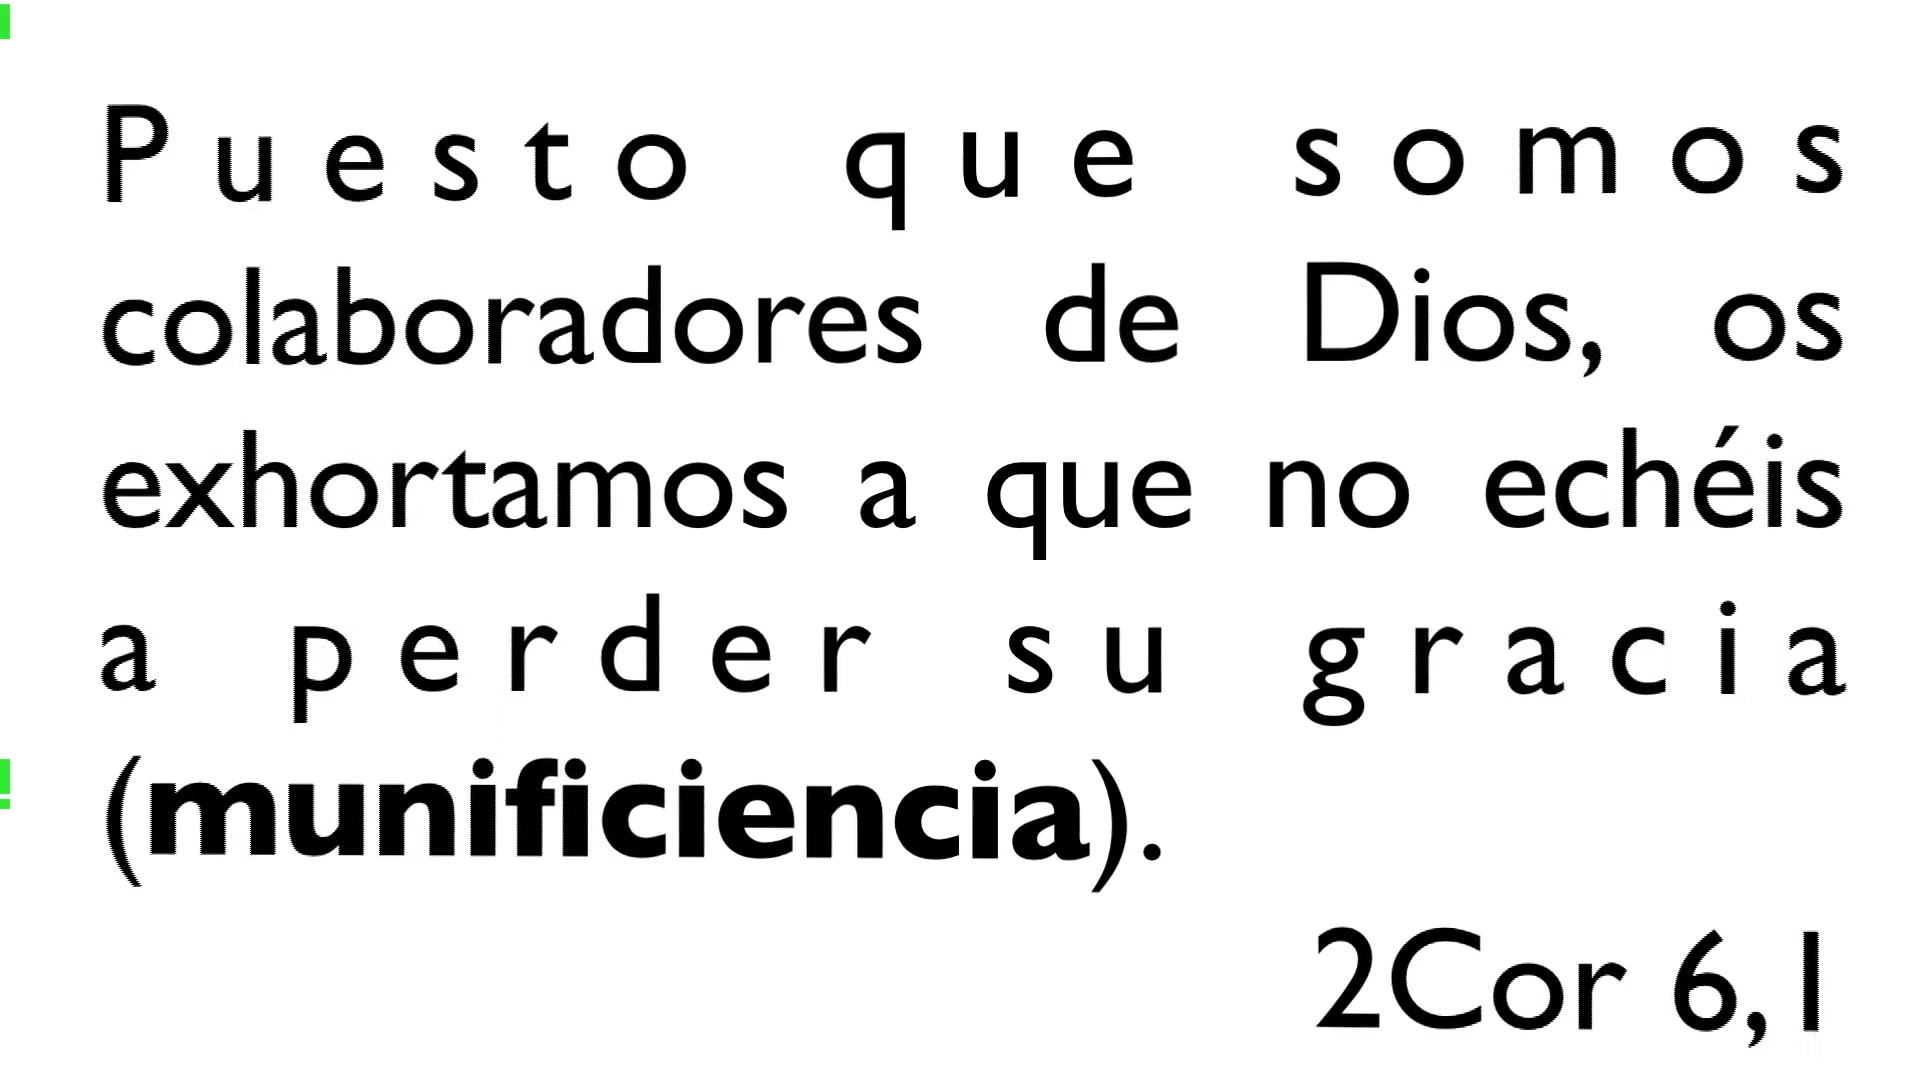 Puesto que somos
colaboradores de Dios, os
exhortamos a que no echéis
a perder su gracia
(munificiencia).
2Cor 6,1